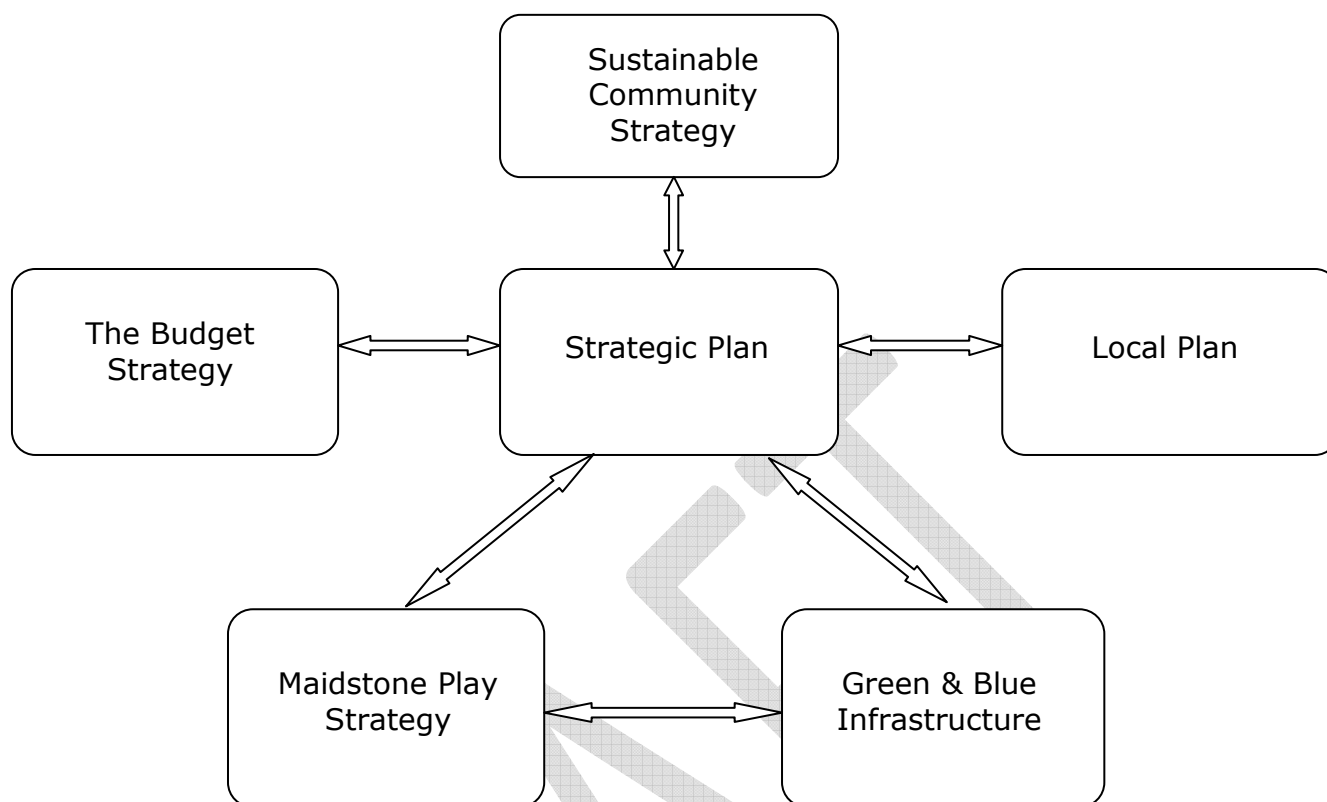 Sustainable
Community
Strategy
The Budget
Strategy
Strategic Plan
Local Plan
Maidstone Play
Strategy
Green & Blue
Infrastructure